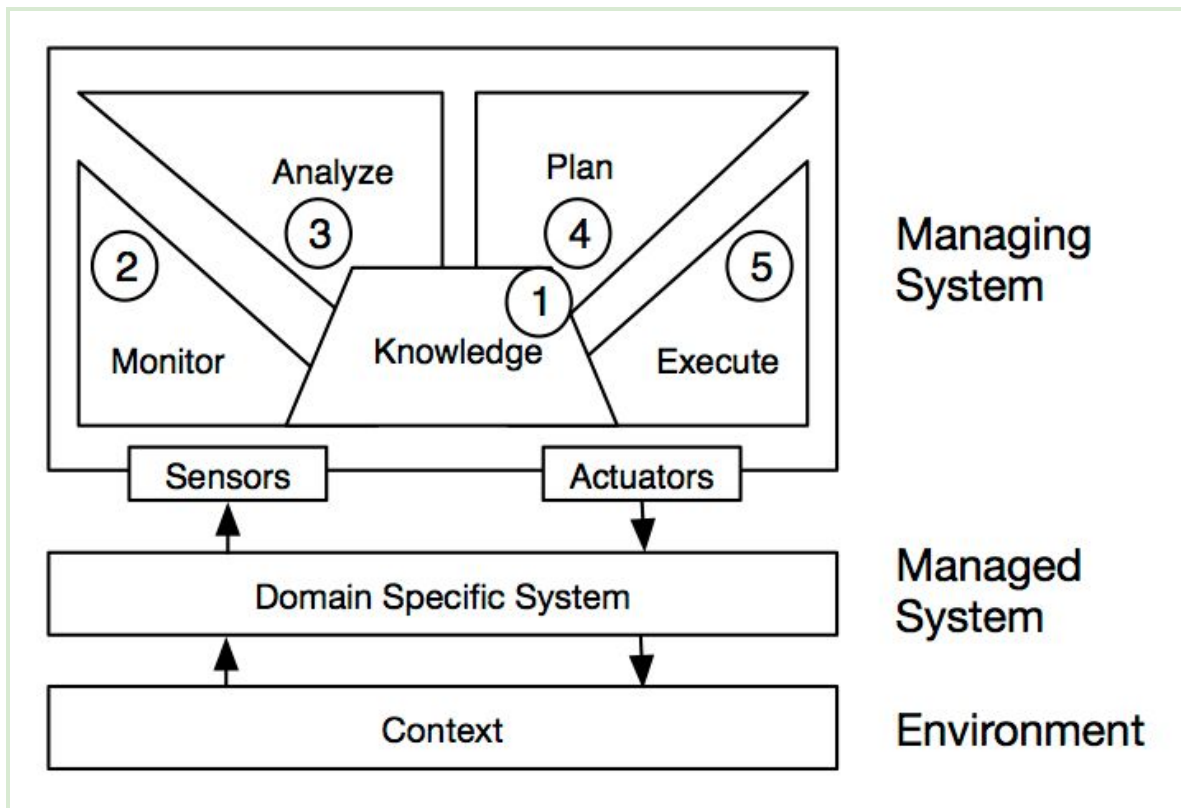 Analyze
3
Plan
4
2
Monitor
1
Knowledge
5
Execute
Managing
System
Sensors
Actuators
Domain Specific System
Managed
System
Context
Environment